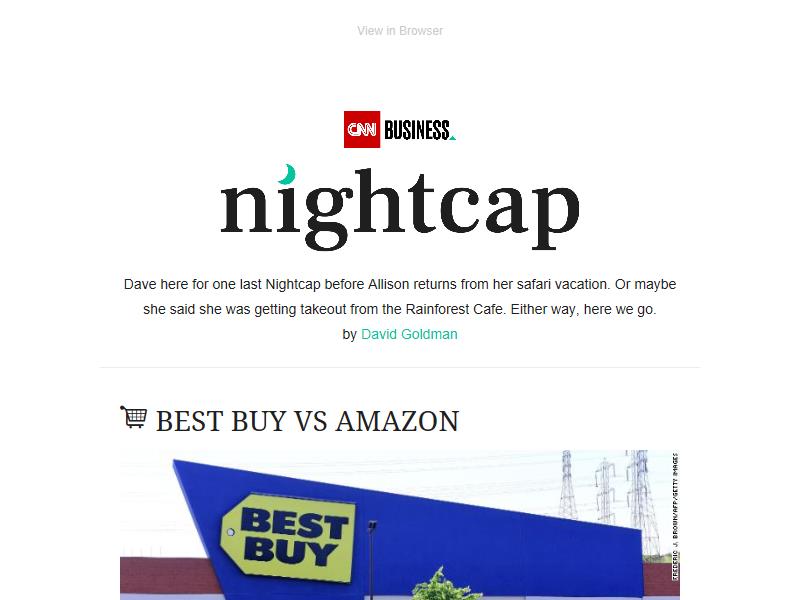 View in Browser
CNN BUSINESS
nightcap
Dave here for one last Nightcap before Allison returns from her safari vacation. Or maybe
she said she was getting takeout from the Rainforest Cafe. Either way, here we go.
by David Goldman
BEST BUY VS AMAZON
FREDERIC J. BROWN/AFP/GETTY IMAGES
BEST
BUY